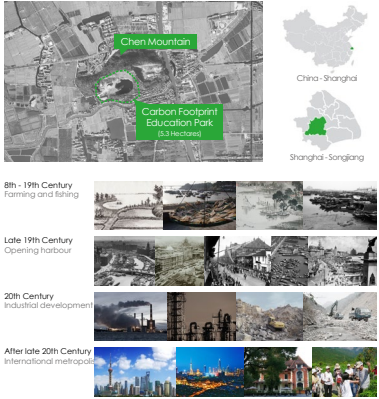 Chen Mountain
Carbon Footprint
Education Park
(5.3 Hectares)
China - Shanghai
Shanghai - Songjiang
8th - 19th Century
Farming and fishing
Late 19th Century
Opening harbour
20th Century
Industrial development
After late 20th Century
International metropolis